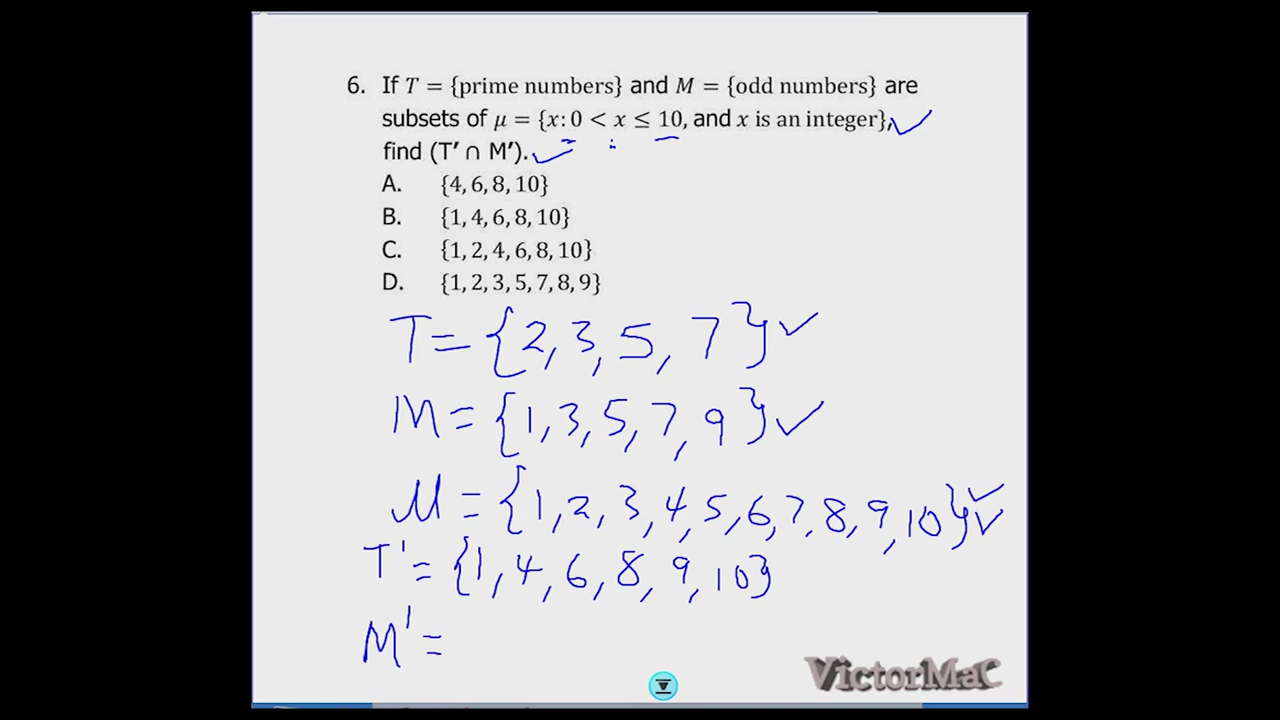 6. If T = {prime numbers} and M = {odd numbers} are
subsets of μ = {x: 0 < x ≤ 10, and x is an integer},
find (T′ ∩ M′).
A. {4, 6, 8, 10}
B. {1, 4, 6, 8, 10}
C. {1, 2, 4, 6, 8, 10}
D. {1, 2, 3, 5, 7, 8, 9}
T = {2, 3, 5, 7}
M = {1, 3, 5, 7, 9}
μ = {1, 2, 3, 4, 5, 6, 7, 8, 9, 10}
T' = {1, 4, 6, 8, 9, 10}
M' =
VictorMaC